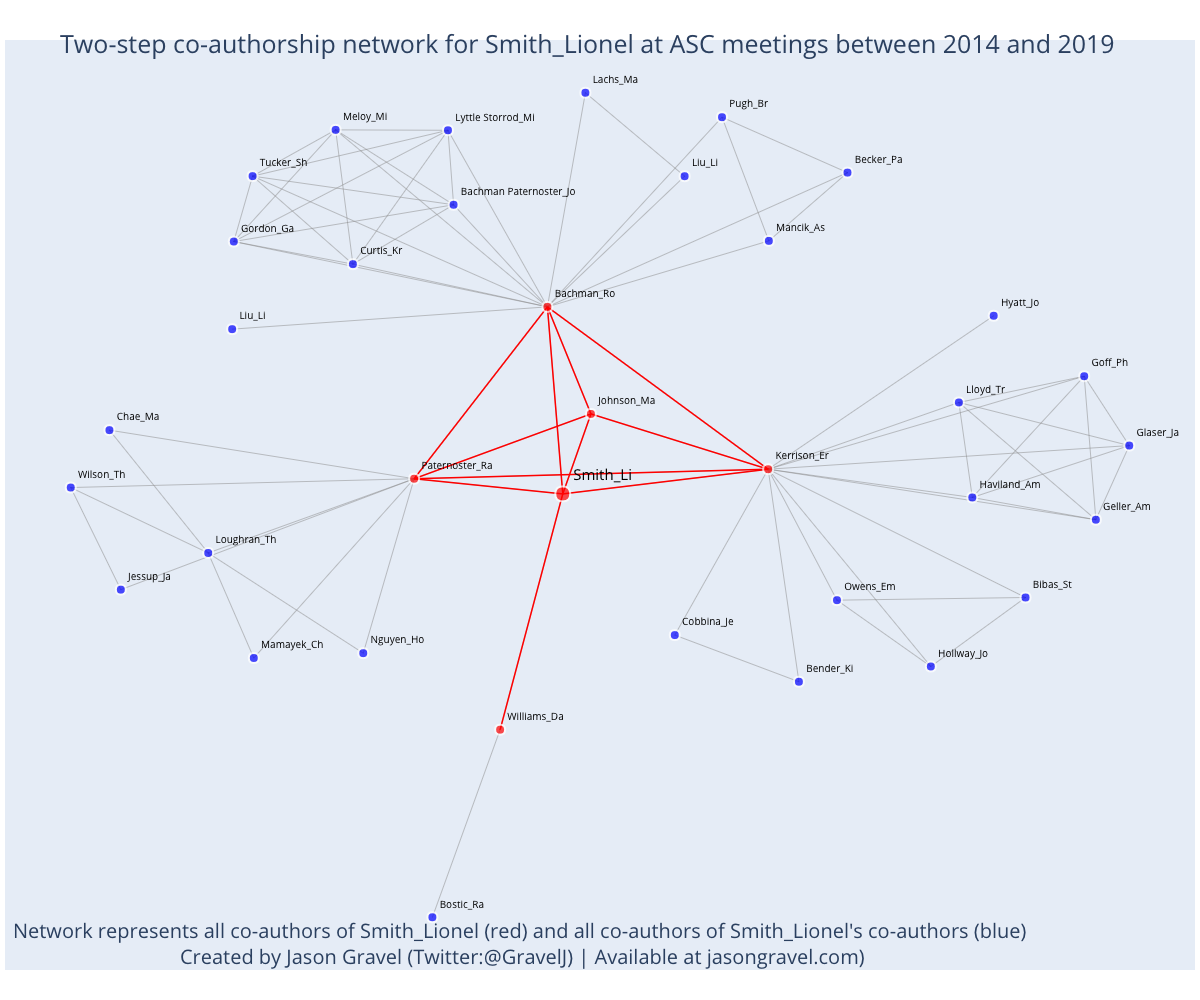 Two-step co-authorship network for Smith_Lionel at ASC meetings between 2014 and 2019
Lachs_Ma
Pugh_Br
Meloy_Mi
Lyttle Storrod_Mi
Tucker_Sh
Liu_Li
Becker_Pa
Bachman Paternoster_Jo
Gordon_Ga
Mancik_As
Curtis_Kr
Bachman_Ro
Hyatt_Jo
Liu_Li
Goff_Ph
Lloyd_Tr
Johnson_Ma
Chae_Ma
Glaser_Ja
Kerrison_Er
Paternoster_Ra
Wilson_Th
Smith_Li
Haviland_Am
Geller_Am
Loughran_Th
Jessup_Ja
Owens_Em
Bibas_St
Cobbina_Je
Nguyen_Ho
Mamayek_Ch
Hollway_Jo
Bender_Ki
Williams_Da
Bostic_Ra
Network represents all co-authors of Smith_Lionel (red) and all co-authors of Smith_Lionel's co-authors (blue)
Created by Jason Gravel (Twitter:@GravelJ) | Available at jasongravel.com)